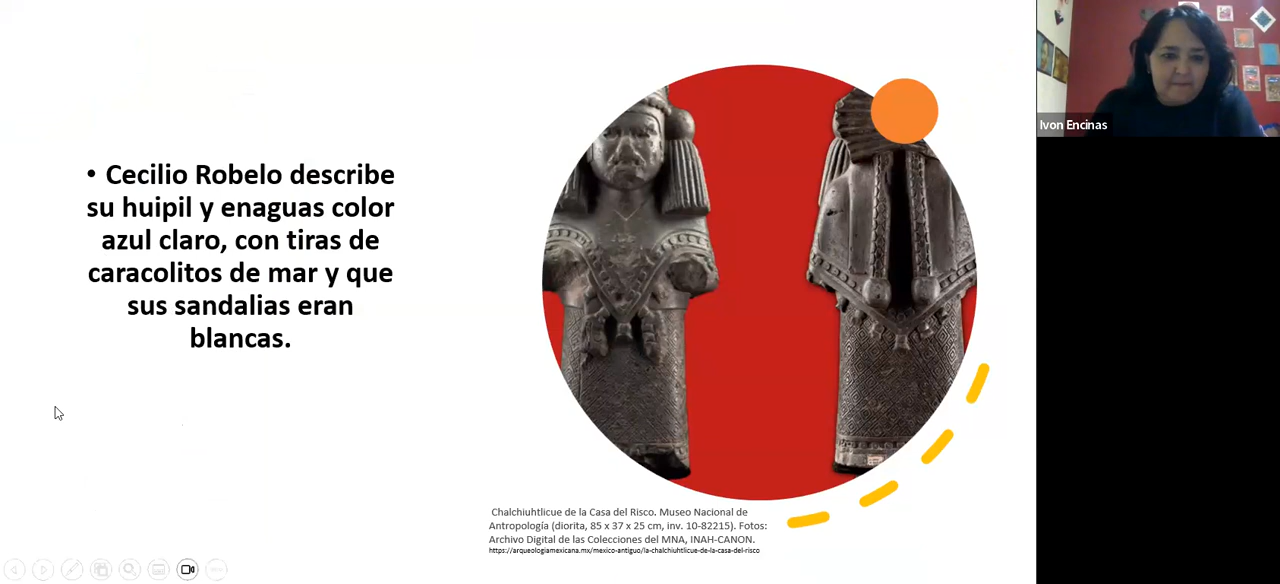 • Cecilio Robelo describe
su huipil y enaguas color
azul claro, con tiras de
caracolitos de mar y que
sus sandalias eran
blancas.
Chalchiuhtlicue de la Casa del Risco. Museo Nacional de
Antropología (diorita, 85 x 37 x 25 cm, inv. 10-82215). Fotos:
Archivo Digital de las Colecciones del MNA, INAH-CANON.
https://arqueologiamexicana.mx/mexico-antiguo/la-chalchiuhtlicue-de-la-casa-del-risco
Ivon Encinas